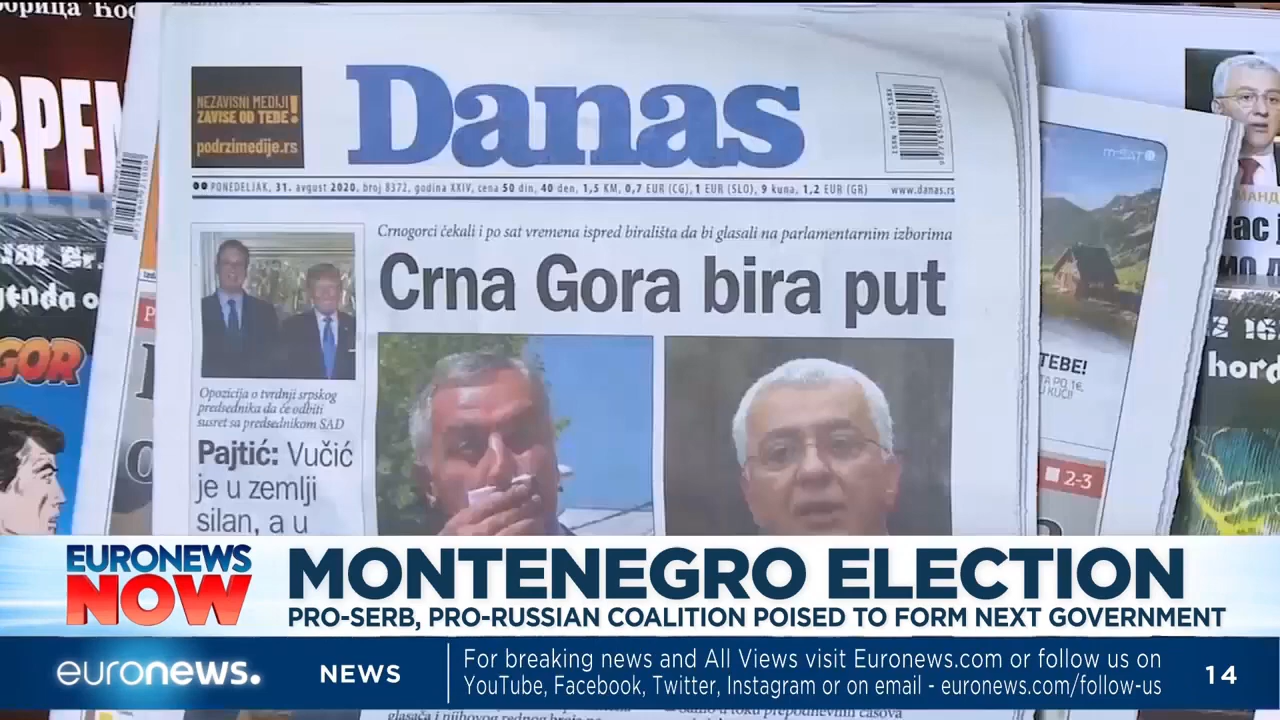 NEZAVISNI MEDIJI
ZAVISE OD TEBE!
podrzimedije.rs
Danas
PONEDELJAK, 31. avgust 2020, broj 8372, godina XXIV, cena 50 din, 40 den, 1,5 KM, 0,7 EUR (CG), 1 EUR (SLO), 9 kuna, 1,2 EUR (GR)
www.danas.rs
Crnogorci čekali i po sat vremena ispred birališta da bi glasali na parlamentarnim izborima
Crna Gora bira put
Opozicija o tvrdnji srpskog
predsednika da će odbiti
susret sa predsednikom SAD
Pajtić: Vučić
je u zemlji
silan, a u
TEBE!
2-3
EURONEWS
NOW
MONTENEGRO ELECTION
PRO-SERB, PRO-RUSSIAN COALITION POISED TO FORM NEXT GOVERNMENT
euronews.
NEWS
For breaking news and All Views visit Euronews.com or follow us on
YouTube, Facebook, Twitter, Instagram or on email - euronews.com/follow-us
14